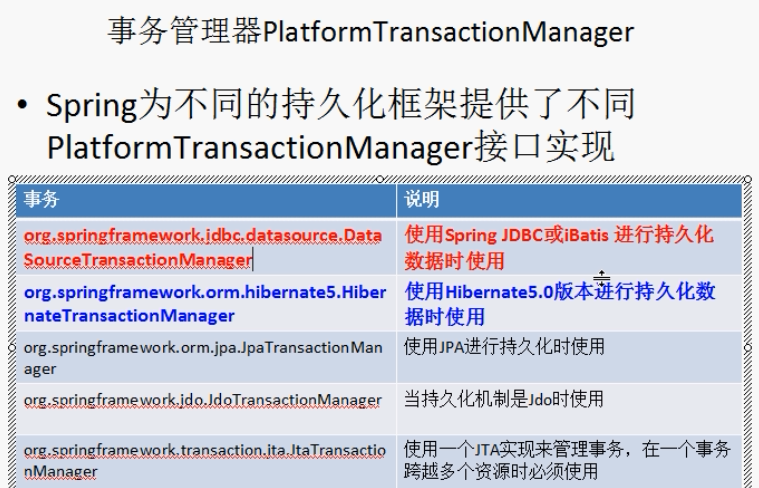 事务管理器PlatformTransactionManager
• Spring为不同的持久化框架提供了不同
PlatformTransactionManager接口实现
事务
说明
org.springframework.jdbc.datasource.Data
SourceTransactionManager
使用Spring JDBC或iBatis 进行持久化
数据时使用
org.springframework.orm.hibernate5.Hiber
nateTransactionManager
使用Hibernate5.0版本进行持久化数
据时使用
org.springframework.orm.jpa.JpaTransactionMan
ager
使用JPA进行持久化时使用
org.springframework.jdo.JdoTransactionManager
当持久化机制是Jdo时使用
org.springframework.transaction.jta.JtaTransactio
nManager
使用一个JTA实现来管理事务，在一个事务
跨越多个资源时必须使用